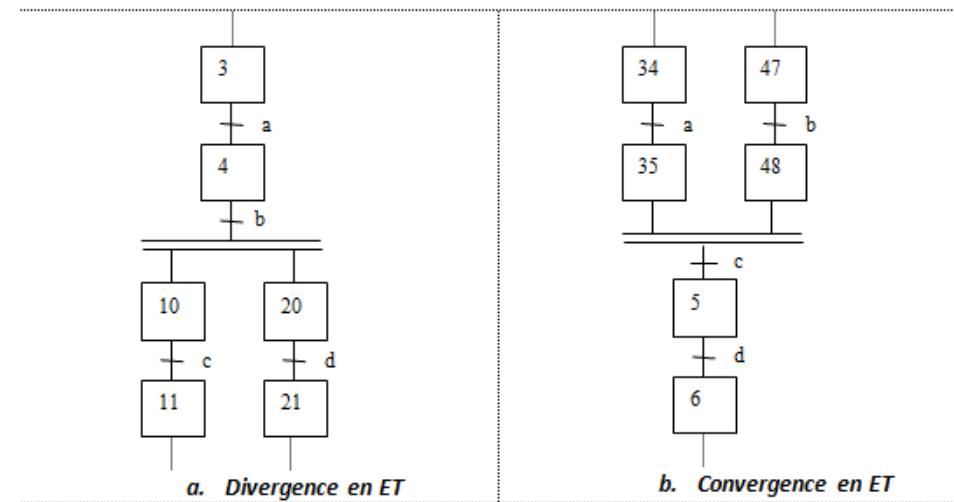 3
a
4
b
10
20
c
d
11
21
a. Divergence en ET
34
47
a
b
35
48
c
5
d
6
b. Convergence en ET